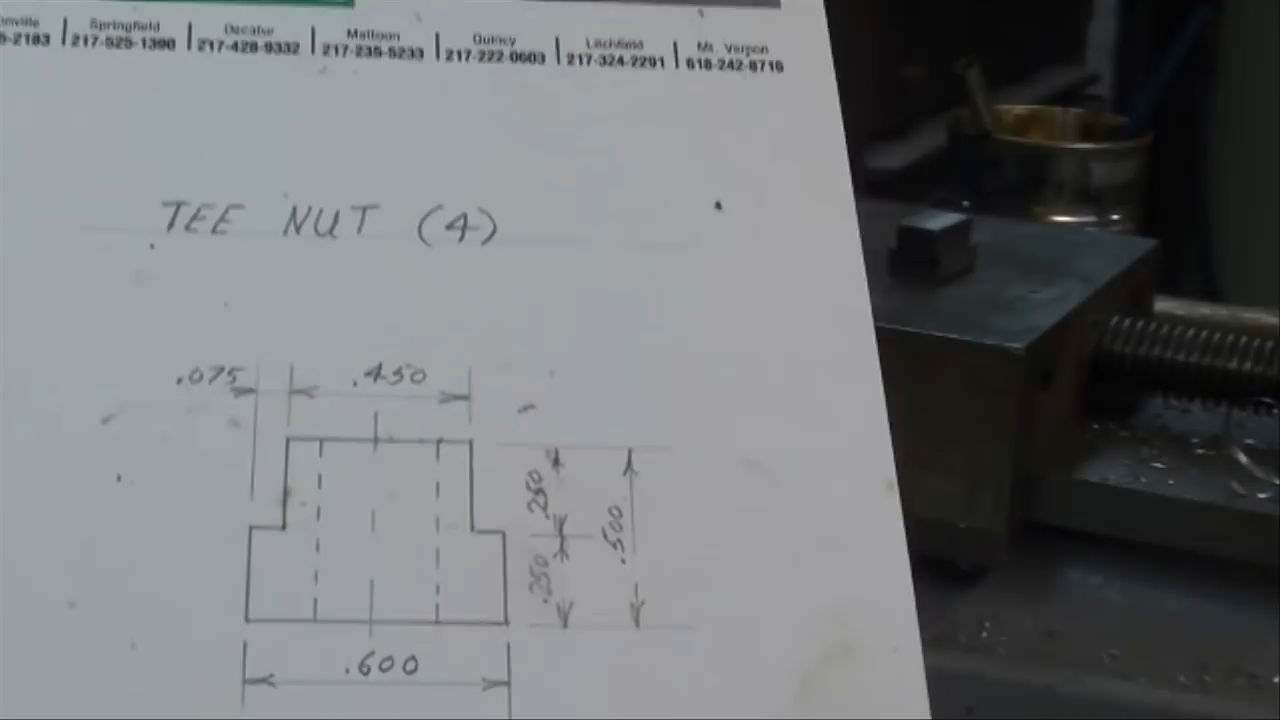 Springfield Decatur Mattoon Quincy Litchfield Mt. Vernon
217-525-1390 217-428-9332 217-235-5233 217-222-0603 217-324-2291 618-242-8719
TEE NUT (4)
.075 .450
.250 .500
.250
.600